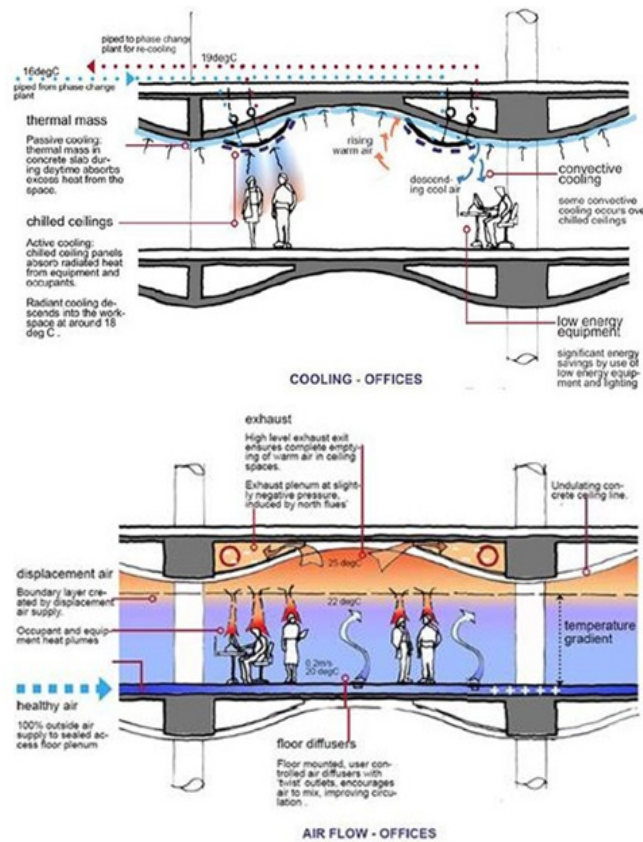 piped to phase change
plant for re-cooling
19degC
16degC
piped from phase change
plant
thermal mass
Passive cooling:
thermal mass in
concrete slab dur-
ing daytime absorbs
excess heat from the
space.
rising
warm air
descend-
ing cool air
convective
cooling
some convective
cooling occurs over
chilled ceilings
chilled ceilings
Active cooling:
chilled ceiling panels
absorb radiated heat
from equipment and
occupants.
Radiant cooling de-
scends into the work-
space at around 18
deg C .
low energy
equipment
significant energy
savings by use of
low energy equip-
ment and lighting
COOLING - OFFICES
exhaust
High level exhaust exit
ensures complete empty-
ing of warm air in ceiling
spaces.
Exhaust plenum at slight-
ly negative pressure,
induced by north flues'
Undulating con-
crete ceiling line.
25 degC
displacement air
Boundary layer cre-
ated by displacement
air supply.
22 degC
Occupant and equip-
ment heat plumes
temperature
gradient
0.2m/s
20 degC
healthy air
100% outside air
supply to sealed ac-
cess floor plenum
floor diffusers
Floor mounted, user con-
trolled air diffusers with
'twist' outlets, encourages
air to mix, improving circu-
lation .
AIR FLOW - OFFICES